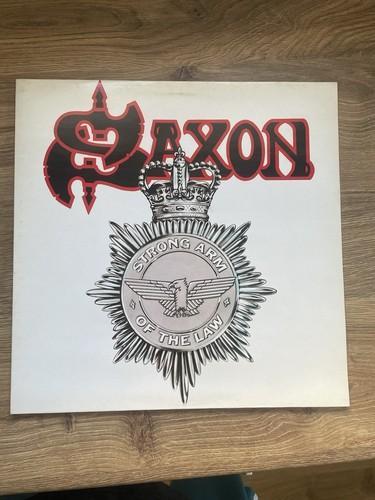 SAXON
STRONG ARM
OF THE LAW